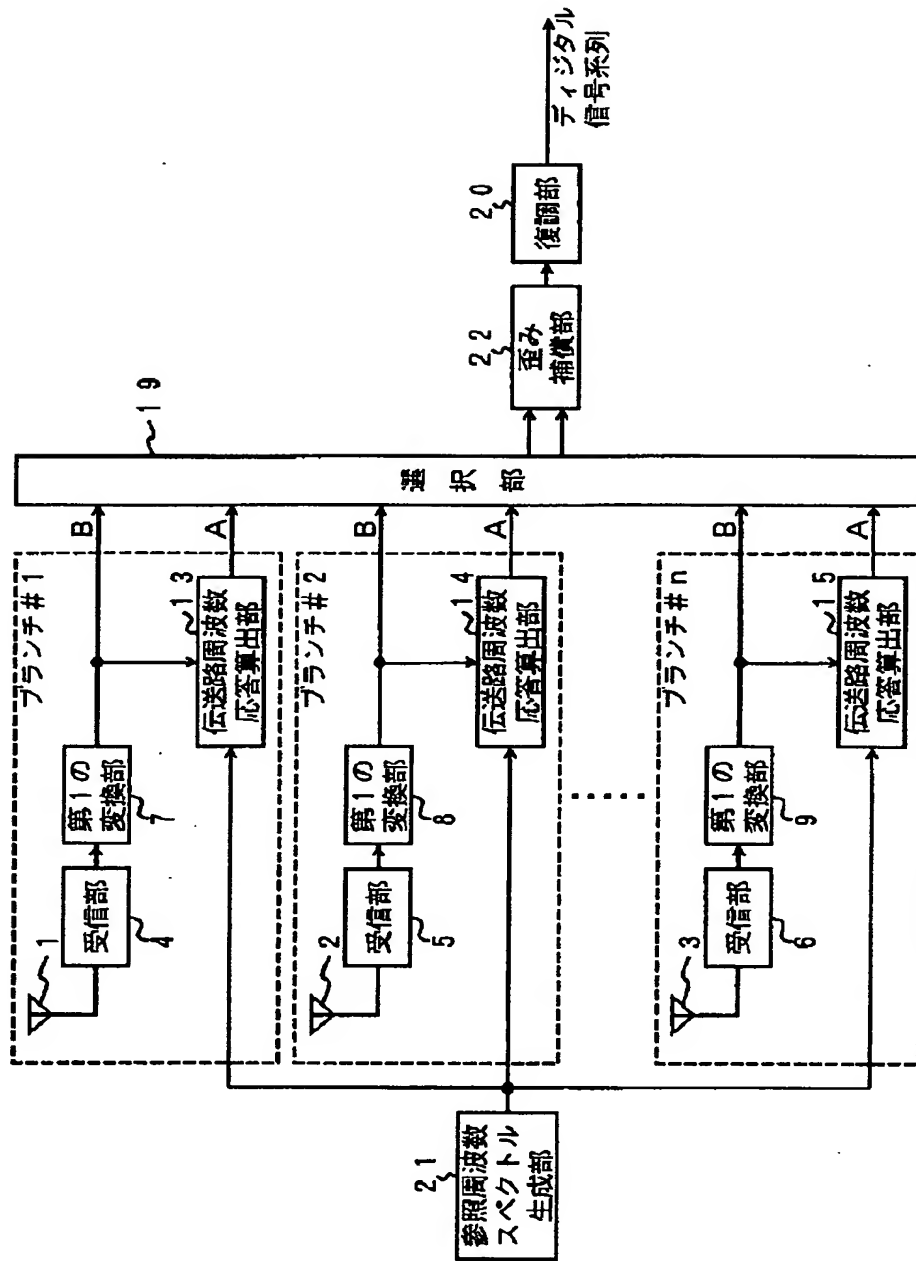 ブランチ#1
1
受信部
4
第1の
変換部
7
伝送路周波数
応答算出部
13
B
A
ブランチ#2
2
受信部
5
第1の
変換部
8
伝送路周波数
応答算出部
14
B
A
ブランチ#n
3
受信部
6
第1の
変換部
9
伝送路周波数
応答算出部
15
B
A
21
参照周波数
スペクトル
生成部
19
選択部
22
歪み
補償部
20
復調部
ディジタル
信号系列